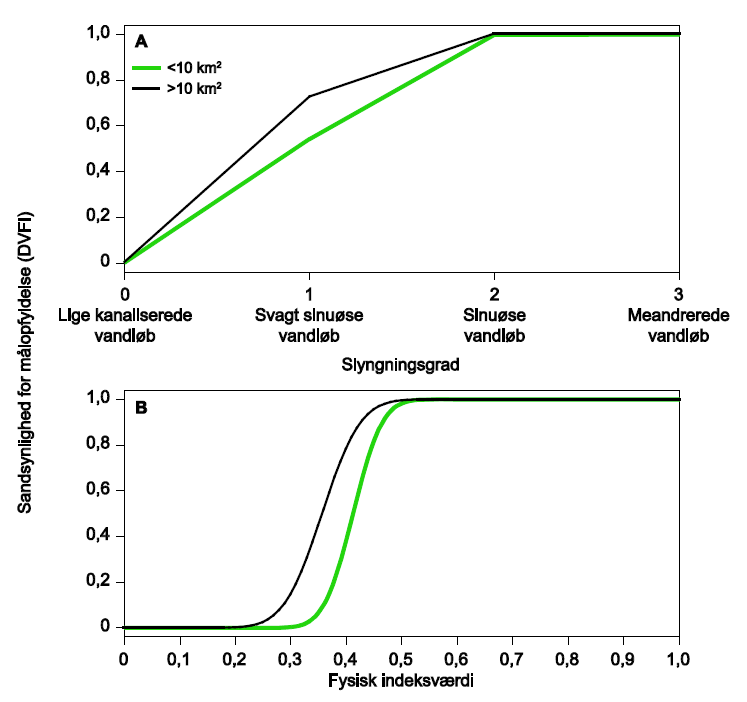 Sandsynlighed for målopfyldelse (DVFI)
A
<10 km²
>10 km²
1,0
0,8
0,6
0,4
0,2
0
0 1 2 3
Lige kanaliserede vandløb
Svagt sinuøse vandløb
Sinuøse vandløb
Meandrerede vandløb
Slyngningsgrad
B
1,0
0,8
0,6
0,4
0,2
0
0 0,1 0,2 0,3 0,4 0,5 0,6 0,7 0,8 0,9 1,0
Fysisk indeksværdi